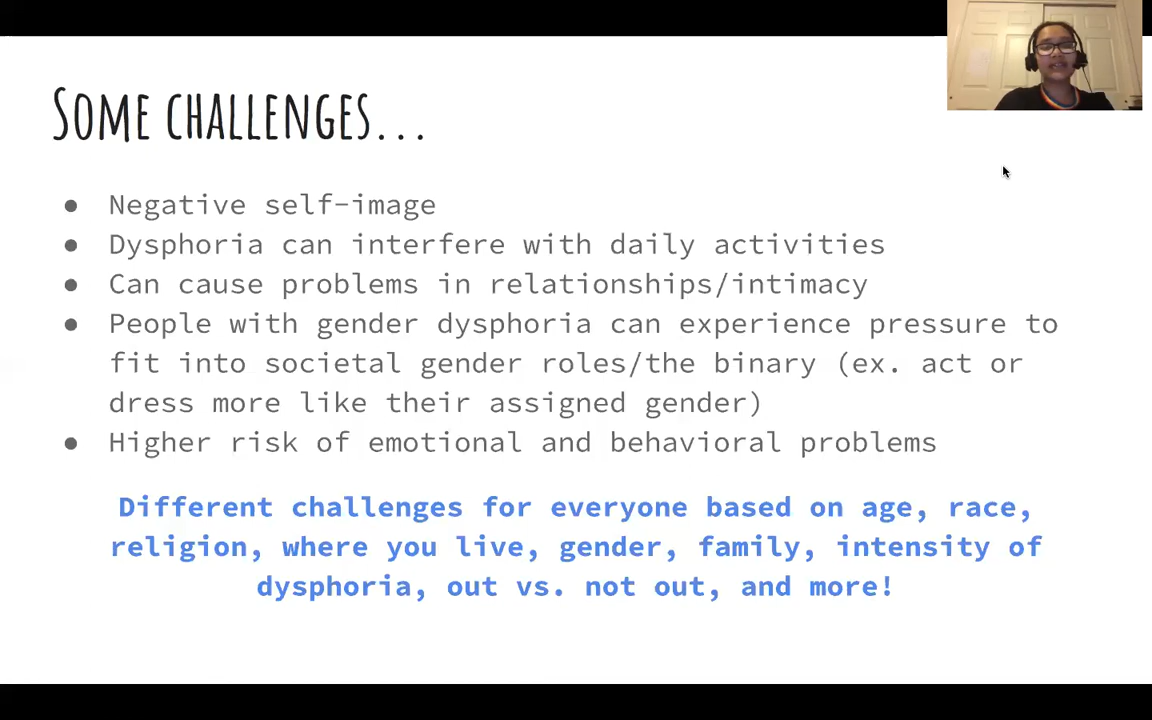 Some challenges...
● Negative self-image
● Dysphoria can interfere with daily activities
● Can cause problems in relationships/intimacy
● People with gender dysphoria can experience pressure to
fit into societal gender roles/the binary (ex. act or
dress more like their assigned gender)
● Higher risk of emotional and behavioral problems
Different challenges for everyone based on age, race,
religion, where you live, gender, family, intensity of
dysphoria, out vs. not out, and more!